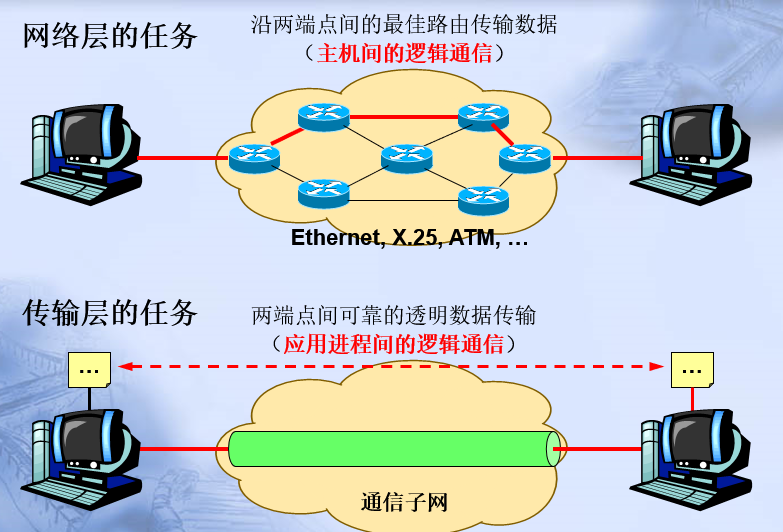 网络层的任务
沿两端点间的最佳路由传输数据
（主机间的逻辑通信）
Ethernet, X.25, ATM, …
传输层的任务
两端点间可靠的透明数据传输
（应用进程间的逻辑通信）
…
…
通信子网